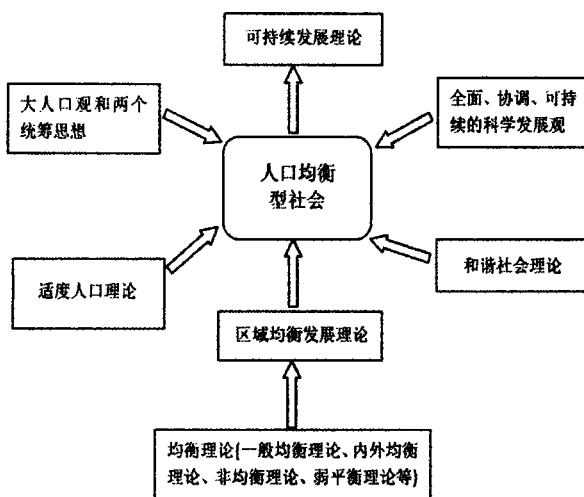 可持续发展理论
大人口观和两个
统筹思想
全面、协调、可持
续的科学发展观
人口均衡
型社会
适度人口理论
和谐社会理论
区域均衡发展理论
均衡理论(一般均衡理论、内外均衡
理论、非均衡理论、弱平衡理论等)